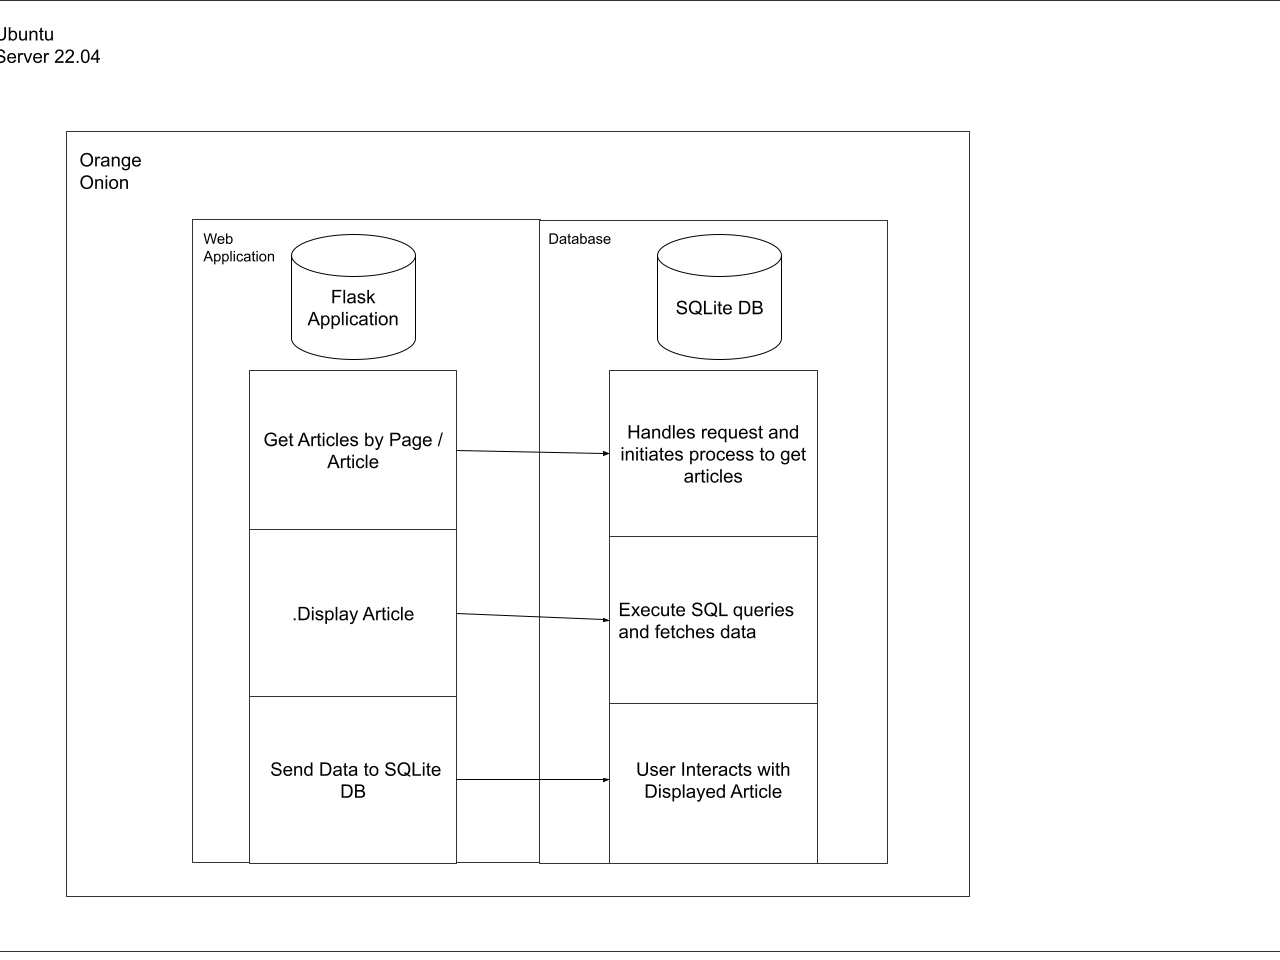 Ubuntu
Server 22.04
Orange
Onion
Web
Application
Flask
Application
Database
SQLite DB
Get Articles by Page /
Article
Handles request and
initiates process to get
articles
.Display Article
Execute SQL queries
and fetches data
Send Data to SQLite
DB
User Interacts with
Displayed Article